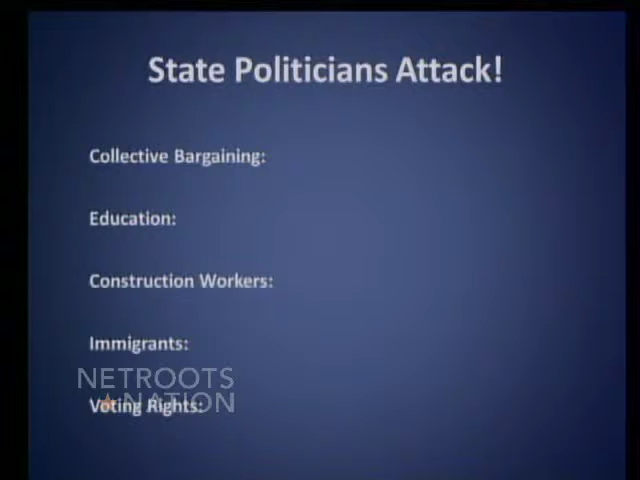 State Politicians Attack!
Collective Bargaining:
Education:
Construction Workers:
Immigrants:
NETROOTS
NATION
Voting Rights: